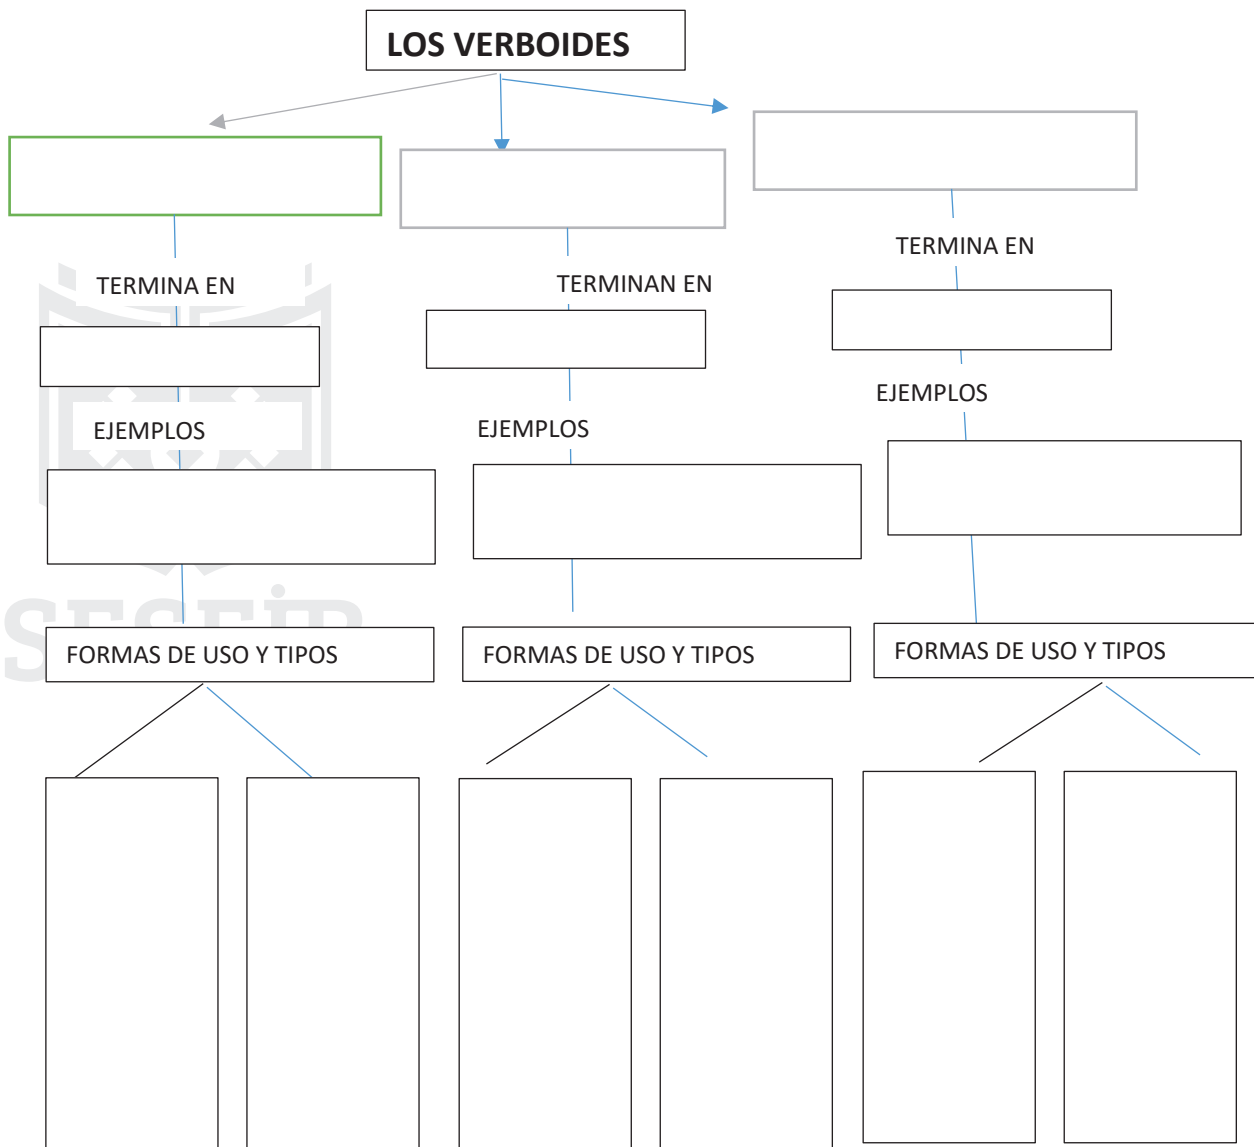 LOS VERBOIDES
TERMINA EN
TERMINAN EN
TERMINA EN
EJEMPLOS
EJEMPLOS
EJEMPLOS
FORMAS DE USO Y TIPOS
FORMAS DE USO Y TIPOS
FORMAS DE USO Y TIPOS